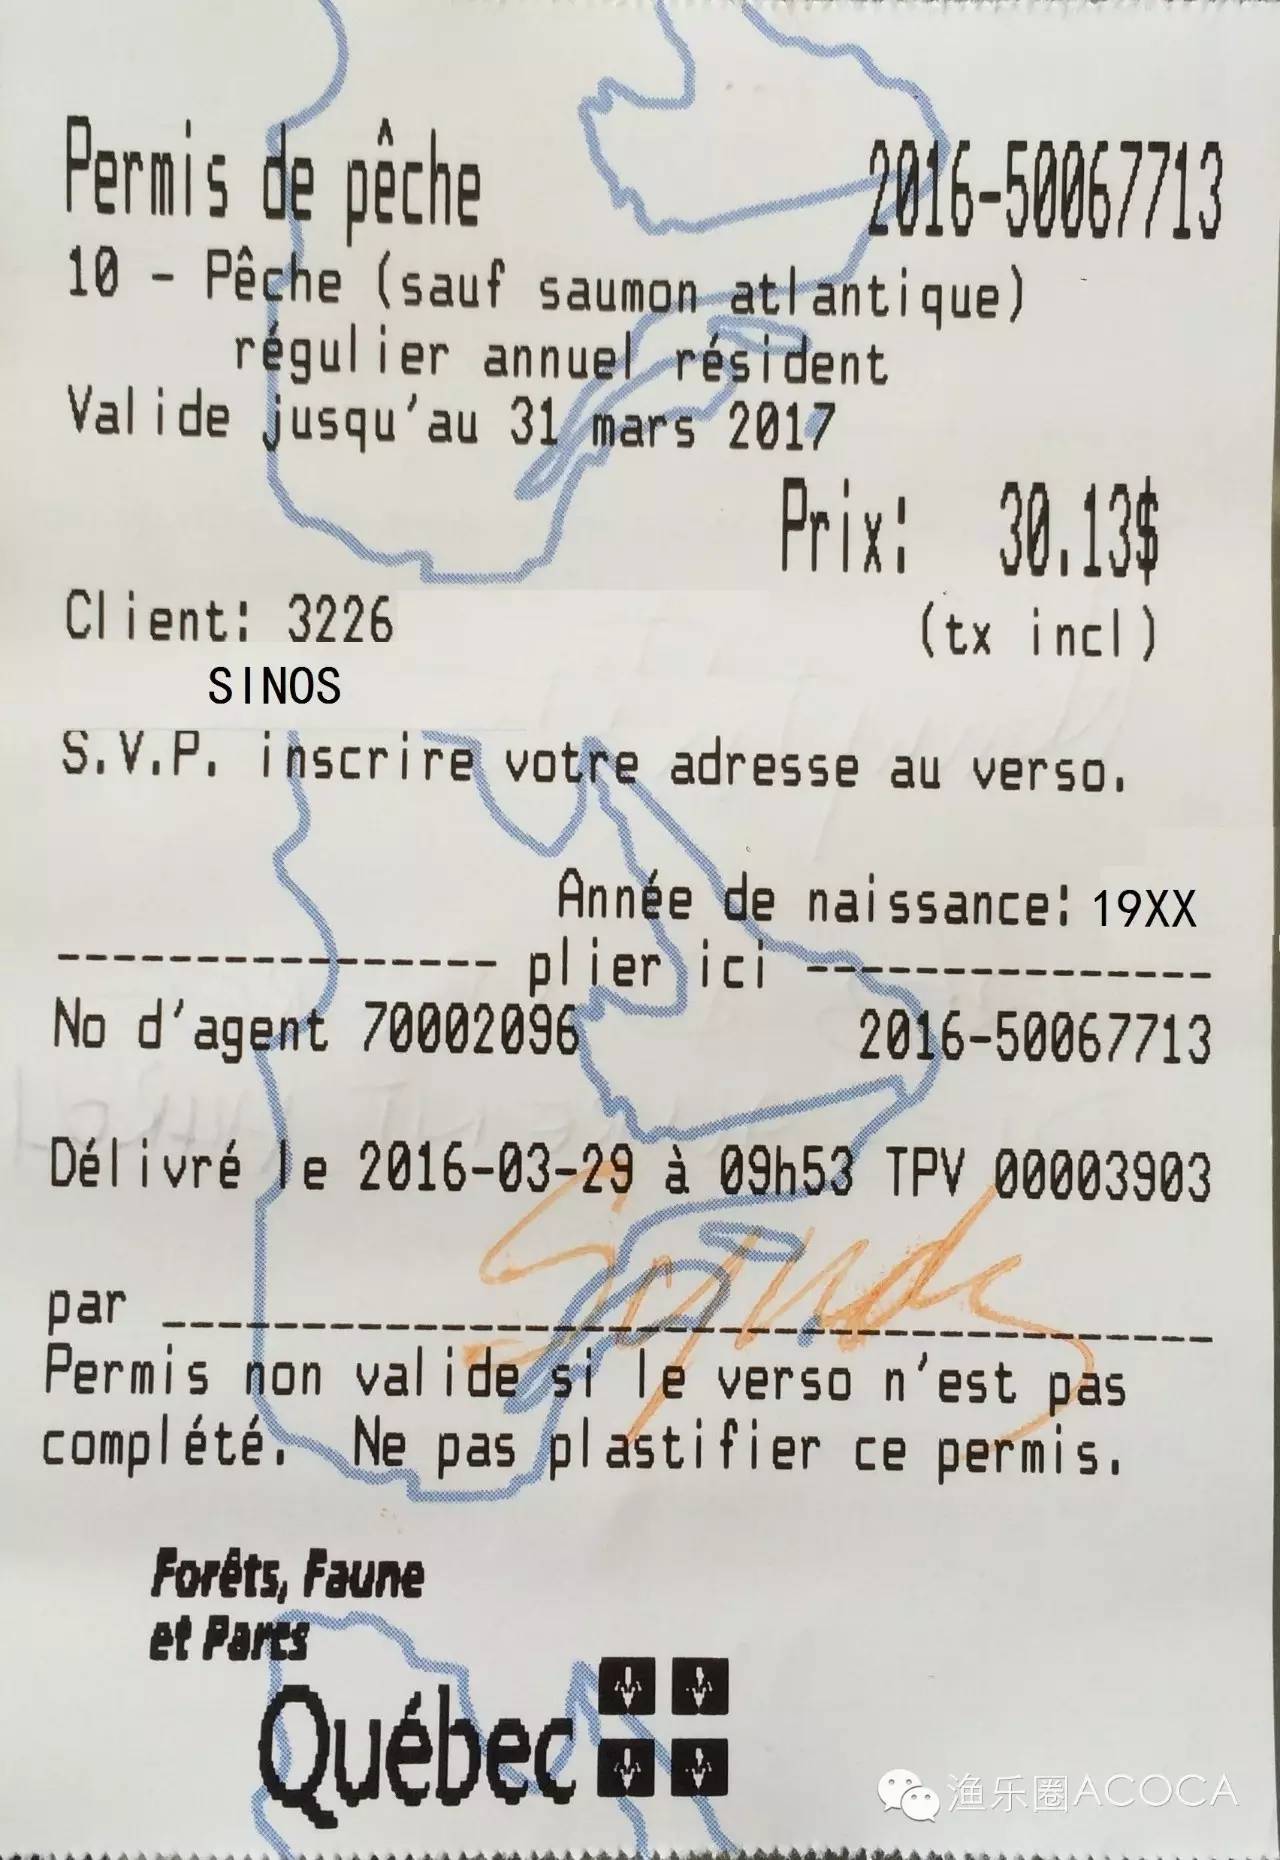 Permis de pêche 2016-50067713
10 - Pêche (sauf saumon atlantique)
régulier annuel résident
Valide jusqu'au 31 mars 2017
Prix: 30.13$
Client: 3226 (tx incl)
SINOS
S.V.P. inscrire votre adresse au verso.
Année de naissance: 19XX
---------------- plier ici ---------------
No d'agent 70002096 2016-50067713
Délivré le 2016-03-29 à 09h53 TPV 00003903
par ______________________________________
Permis non valide si le verso n'est pas
complété. Ne pas plastifier ce permis.
Forêts, Faune
et Parcs
Québec
渔乐圈ACOCA